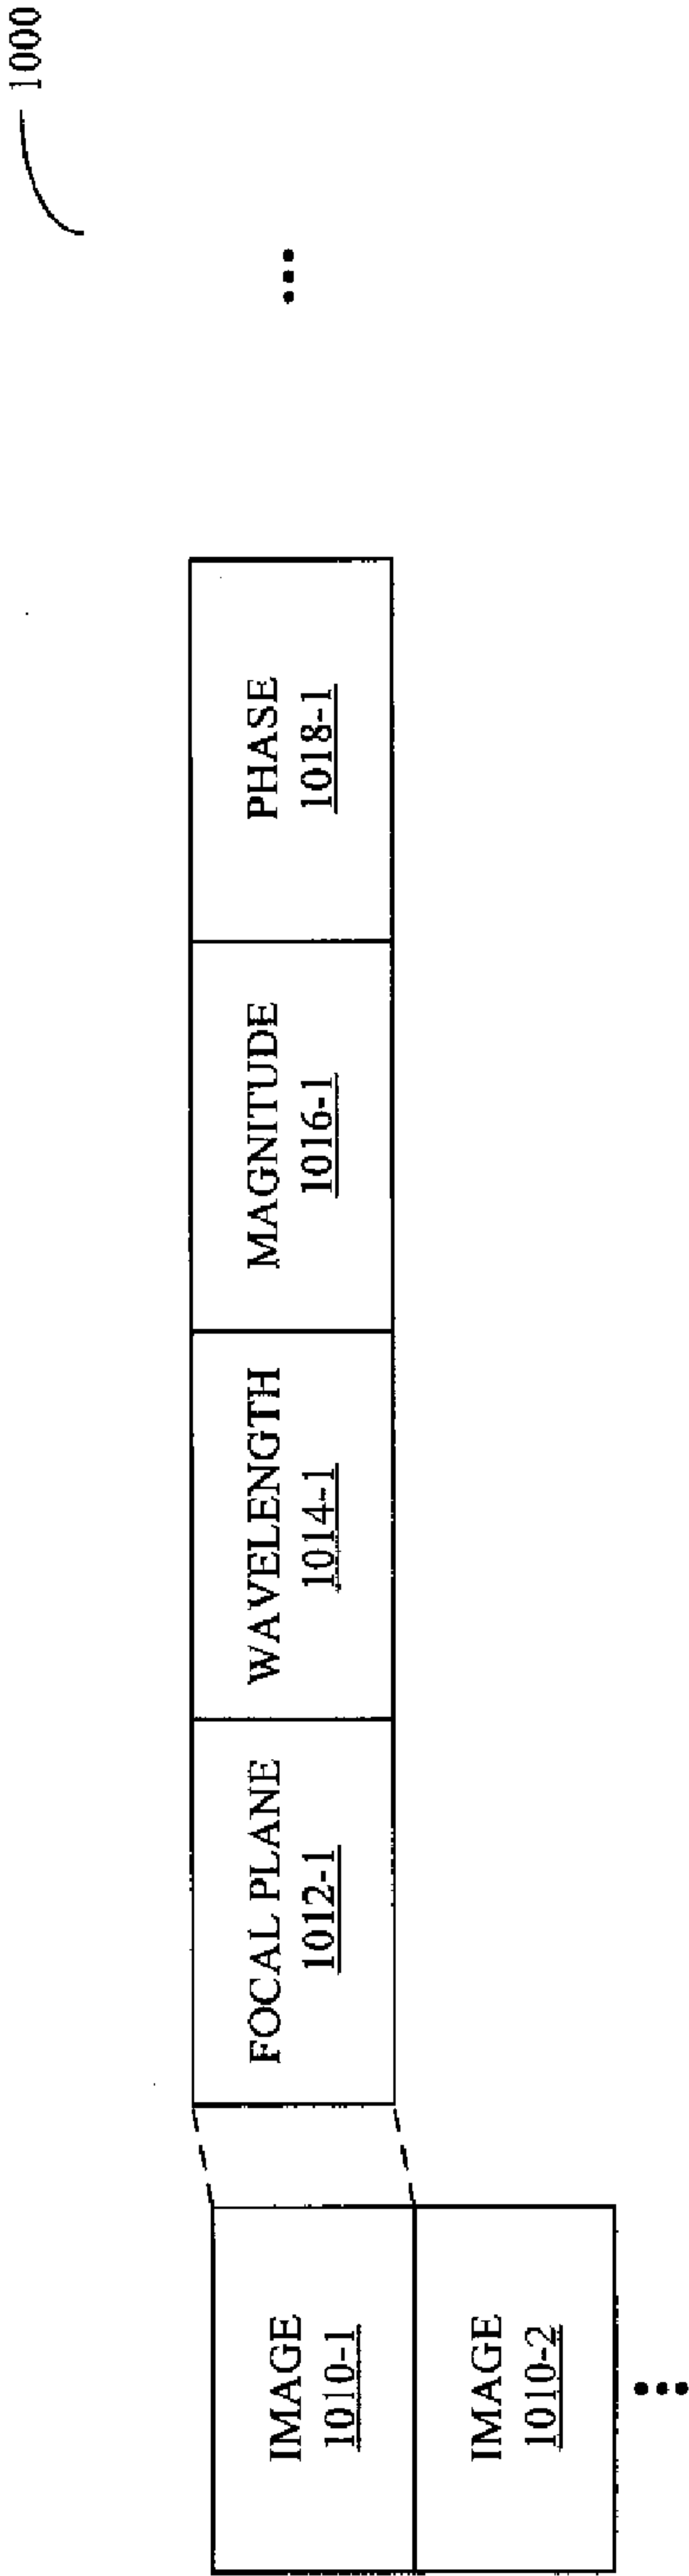 1000
IMAGE
1010-1
FOCAL PLANE
1012-1
WAVELENGTH
1014-1
MAGNITUDE
1016-1
PHASE
1018-1
...
IMAGE
1010-2
...